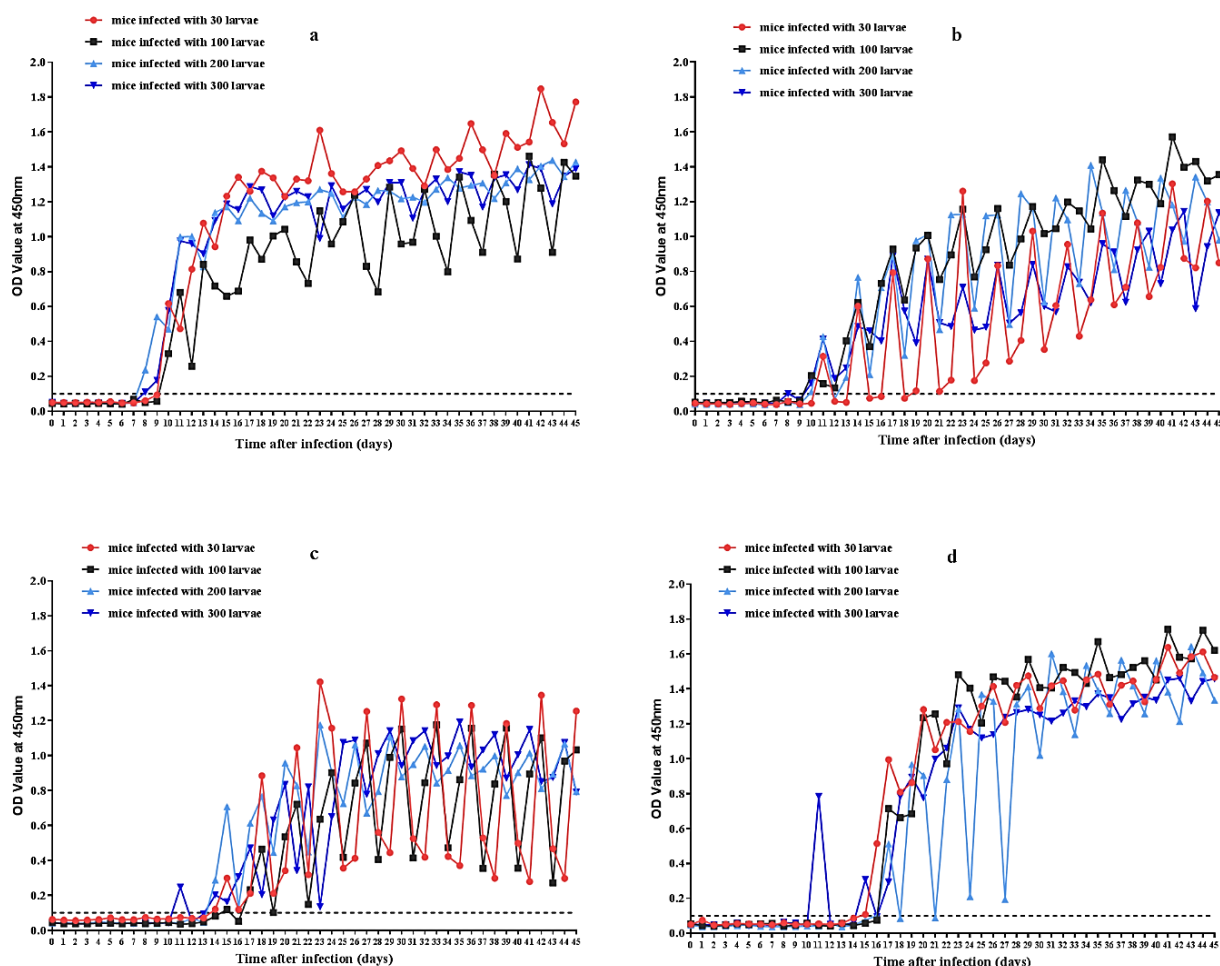 mice infected with 30 larvae
mice infected with 100 larvae
mice infected with 200 larvae
mice infected with 300 larvae
a
OD Value at 450nm
2.0
1.8
1.6
1.4
1.2
1.0
0.8
0.6
0.4
0.2
0.0
0 1 2 3 4 5 6 7 8 9 10 11 12 13 14 15 16 17 18 19 20 21 22 23 24 25 26 27 28 29 30 31 32 33 34 35 36 37 38 39 40 41 42 43 44 45
Time after infection (days)
mice infected with 30 larvae
mice infected with 100 larvae
mice infected with 200 larvae
mice infected with 300 larvae
b
OD Value at 450nm
2.0
1.8
1.6
1.4
1.2
1.0
0.8
0.6
0.4
0.2
0.0
0 1 2 3 4 5 6 7 8 9 10 11 12 13 14 15 16 17 18 19 20 21 22 23 24 25 26 27 28 29 30 31 32 33 34 35 36 37 38 39 40 41 42 43 44 45
Time after infection (days)
mice infected with 30 larvae
mice infected with 100 larvae
mice infected with 200 larvae
mice infected with 300 larvae
c
OD Value at 450nm
2.0
1.8
1.6
1.4
1.2
1.0
0.8
0.6
0.4
0.2
0.0
0 1 2 3 4 5 6 7 8 9 10 11 12 13 14 15 16 17 18 19 20 21 22 23 24 25 26 27 28 29 30 31 32 33 34 35 36 37 38 39 40 41 42 43 44 45
Time after infection (days)
mice infected with 30 larvae
mice infected with 100 larvae
mice infected with 200 larvae
mice infected with 300 larvae
d
OD Value at 450nm
2.0
1.8
1.6
1.4
1.2
1.0
0.8
0.6
0.4
0.2
0.0
0 1 2 3 4 5 6 7 8 9 10 11 12 13 14 15 16 17 18 19 20 21 22 23 24 25 26 27 28 29 30 31 32 33 34 35 36 37 38 39 40 41 42 43 44 45
Time after infection (days)